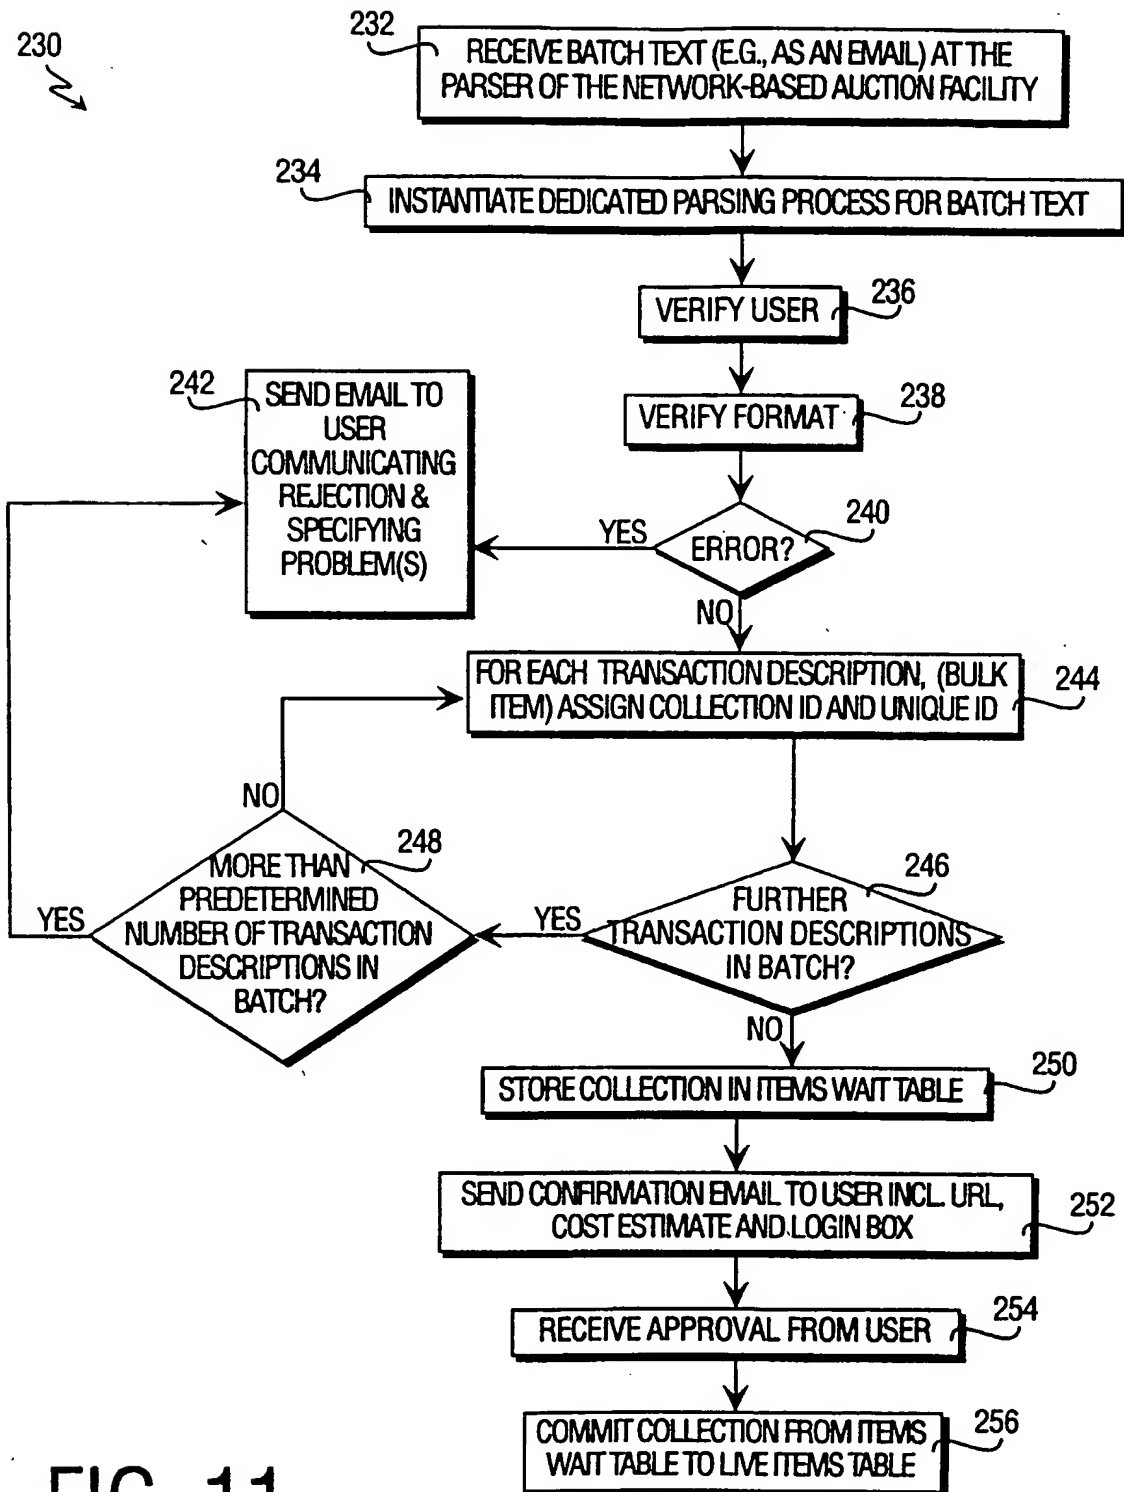 230
232
RECEIVE BATCH TEXT (E.G., AS AN EMAIL) AT THE
PARSER OF THE NETWORK-BASED AUCTION FACILITY
234
INSTANTIATE DEDICATED PARSING PROCESS FOR BATCH TEXT
236
VERIFY USER
238
VERIFY FORMAT
240
ERROR?
YES
NO
242
SEND EMAIL TO
USER
COMMUNICATING
REJECTION &
SPECIFYING
PROBLEM(S)
FOR EACH TRANSACTION DESCRIPTION, (BULK
ITEM) ASSIGN COLLECTION ID AND UNIQUE ID
244
246
FURTHER
TRANSACTION DESCRIPTIONS
IN BATCH?
YES
NO
248
MORE THAN
PREDETERMINED
NUMBER OF TRANSACTION
DESCRIPTIONS IN
BATCH?
NO
YES
STORE COLLECTION IN ITEMS WAIT TABLE
250
SEND CONFIRMATION EMAIL TO USER INCL. URL,
COST ESTIMATE AND LOGIN BOX
252
RECEIVE APPROVAL FROM USER
254
COMMIT COLLECTION FROM ITEMS
WAIT TABLE TO LIVE ITEMS TABLE
256
FIG. 11